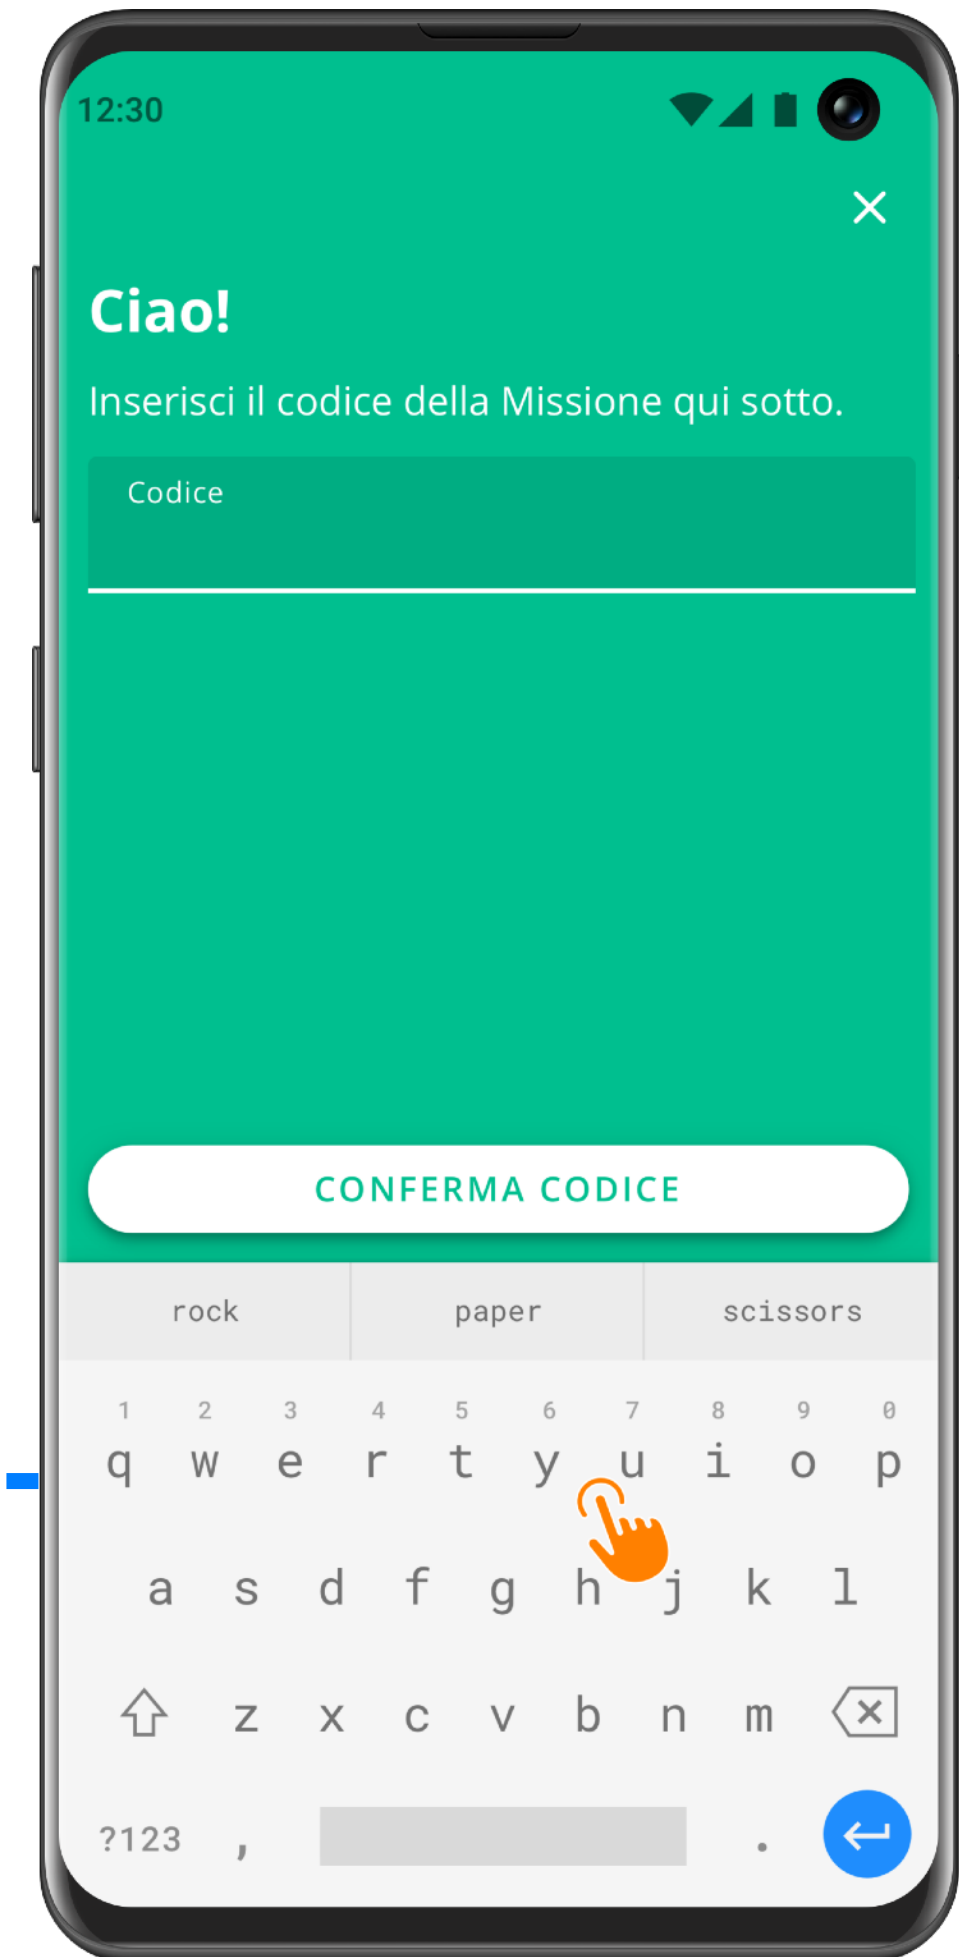 12:30
Ciao!
Inserisci il codice della Missione qui sotto.
Codice
CONFERMA CODICE
rock paper scissors
1 2 3 4 5 6 7 8 9 0
q w e r t y u i o p
a s d f g h j k l
z x c v b n m
?123 , .